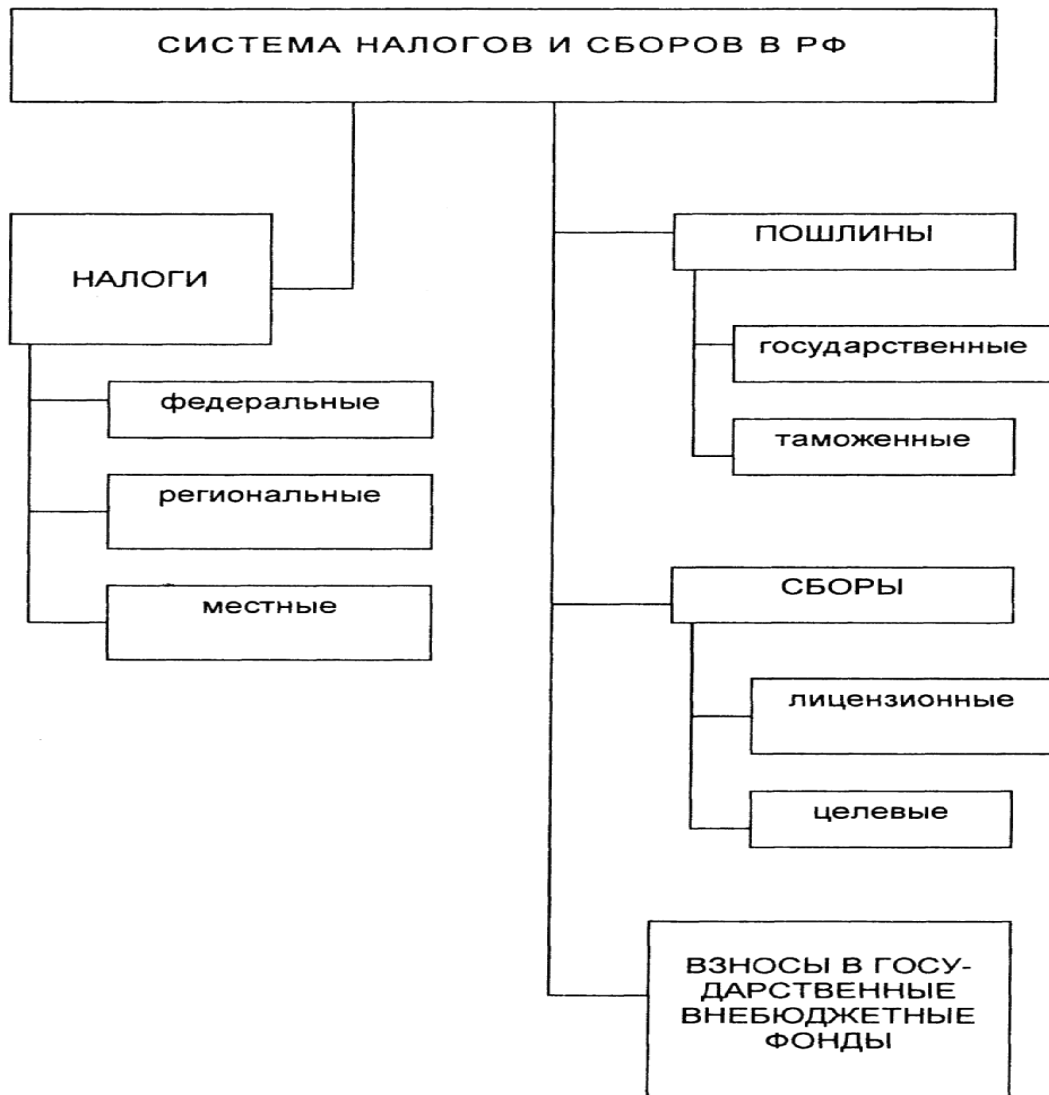 СИСТЕМА НАЛОГОВ И СБОРОВ В РФ
НАЛОГИ
федеральные
региональные
местные
ПОШЛИНЫ
государственные
таможенные
СБОРЫ
лицензионные
целевые
ВЗНОСЫ В ГОСУ-
ДАРСТВЕННЫЕ
ВНЕБЮДЖЕТНЫЕ
ФОНДЫ